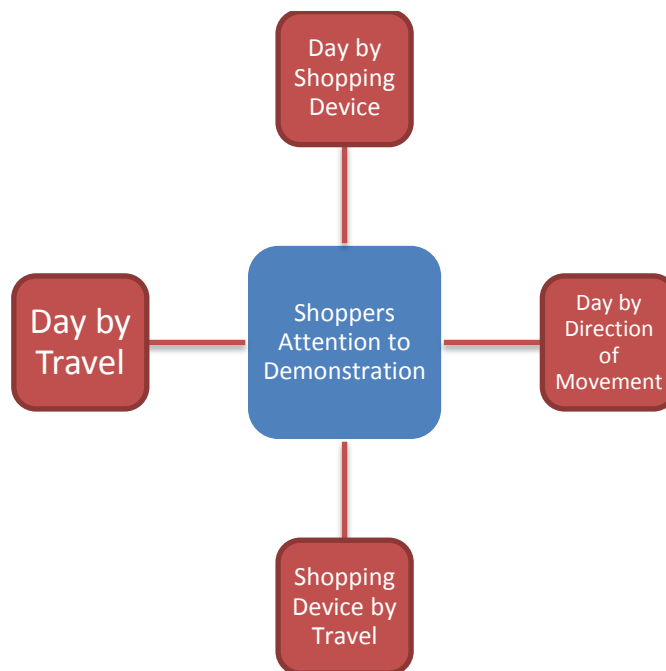 Day by
Shopping
Device
Day by
Travel
Shoppers
Attention to
Demonstration
Day by
Direction
of
Movement
Shopping
Device by
Travel